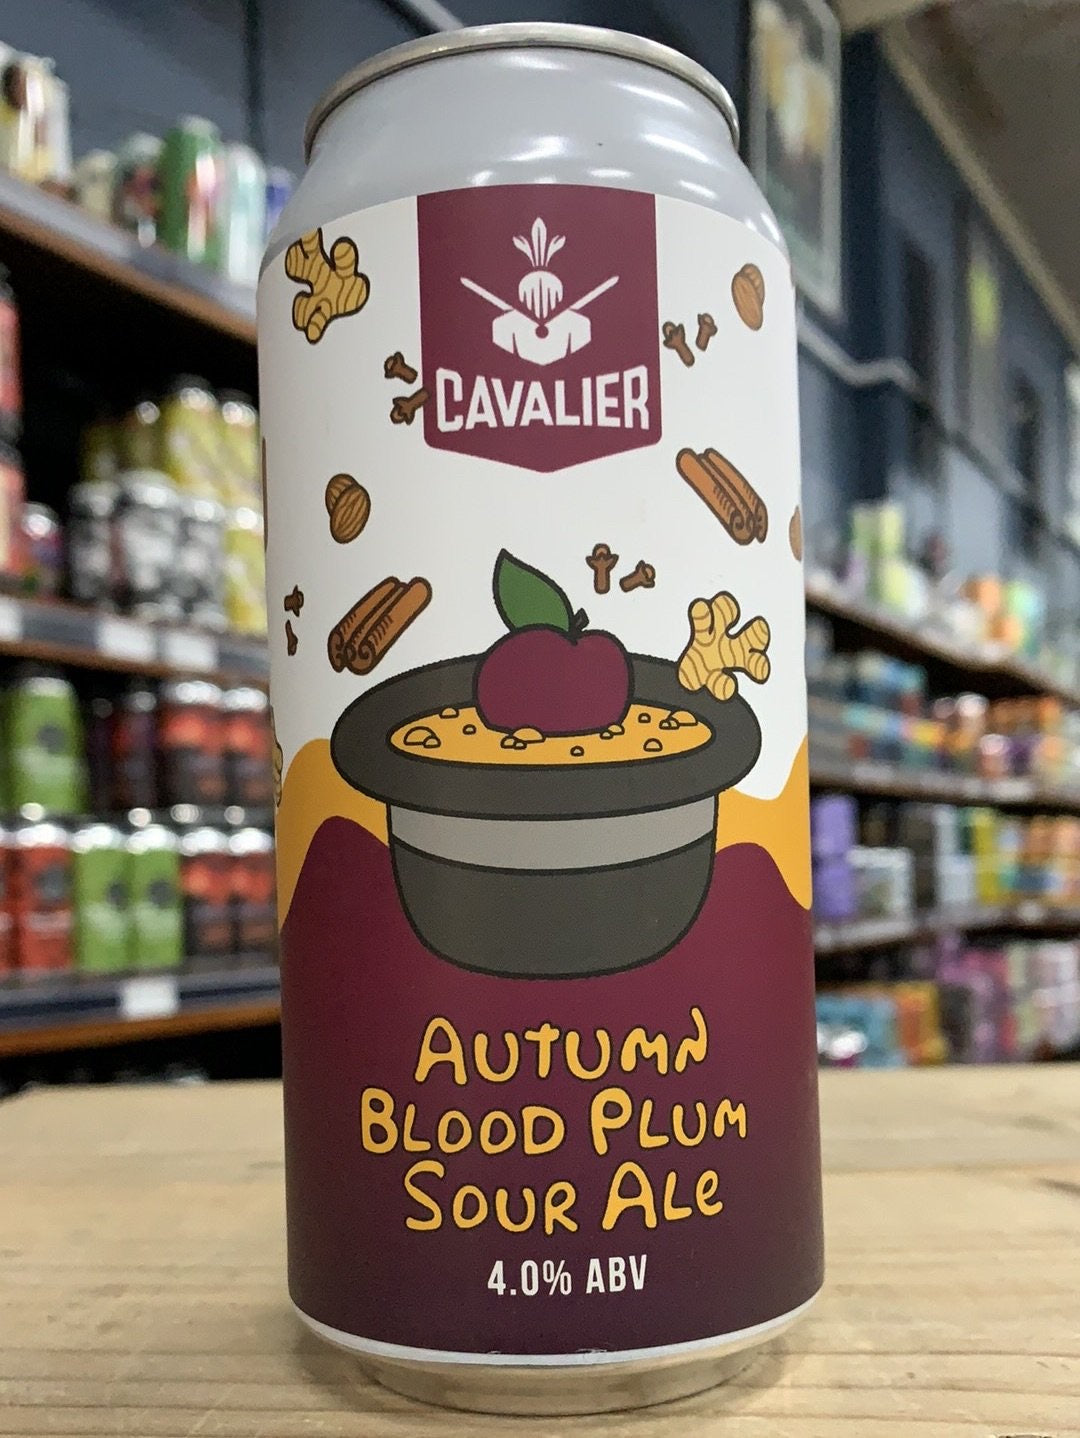 CAVALIER
AUTUMN
BLOOD PLUM
SOUR ALE
4.0% ABV